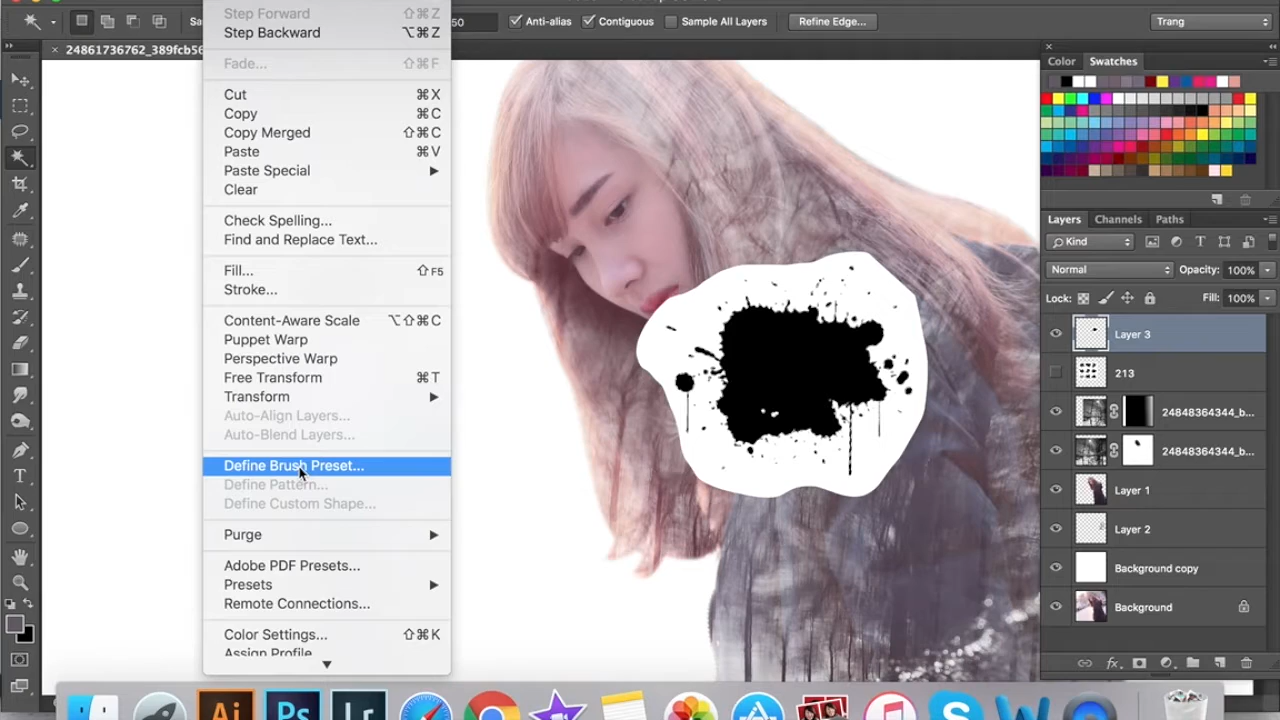 Step Forward ⇧⌘Z
Step Backward ⌥⌘Z
Fade... ⇧⌘F
Cut ⌘X
Copy ⌘C
Copy Merged ⇧⌘C
Paste ⌘V
Paste Special
Clear
Check Spelling...
Find and Replace Text...
Fill... ⇧F5
Stroke...
Content-Aware Scale ⌥⇧⌘C
Puppet Warp
Perspective Warp
Free Transform ⌘T
Transform
Auto-Align Layers...
Auto-Blend Layers...
Define Brush Preset...
Define Pattern...
Define Custom Shape...
Purge
Adobe PDF Presets...
Presets
Remote Connections...
Color Settings... ⇧⌘K
Assign Profile
50 Anti-alias Contiguous Sample All Layers Refine Edge... Trang
24861736762_389fcb56
Color Swatches
Layers Channels Paths
Kind
Normal Opacity: 100%
Lock: Fill: 100%
Layer 3
213
24848364344_b...
24848364344_b...
Layer 1
Layer 2
Background copy
Background
fx
Ai Ps Lr